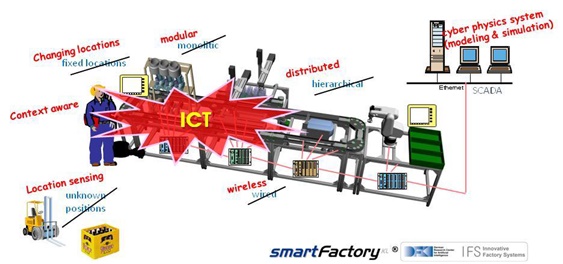 modular
monolitic
Changing locations
fixed locations
cyber physics system
(modeling & simulation)
Ethernet
SCADA
distributed
hierarchical
Context aware
ICT
Location sensing
unknown
positions
wireless
wired
smartFactory KL ®
DFKI
IFS Innovative
Factory Systems